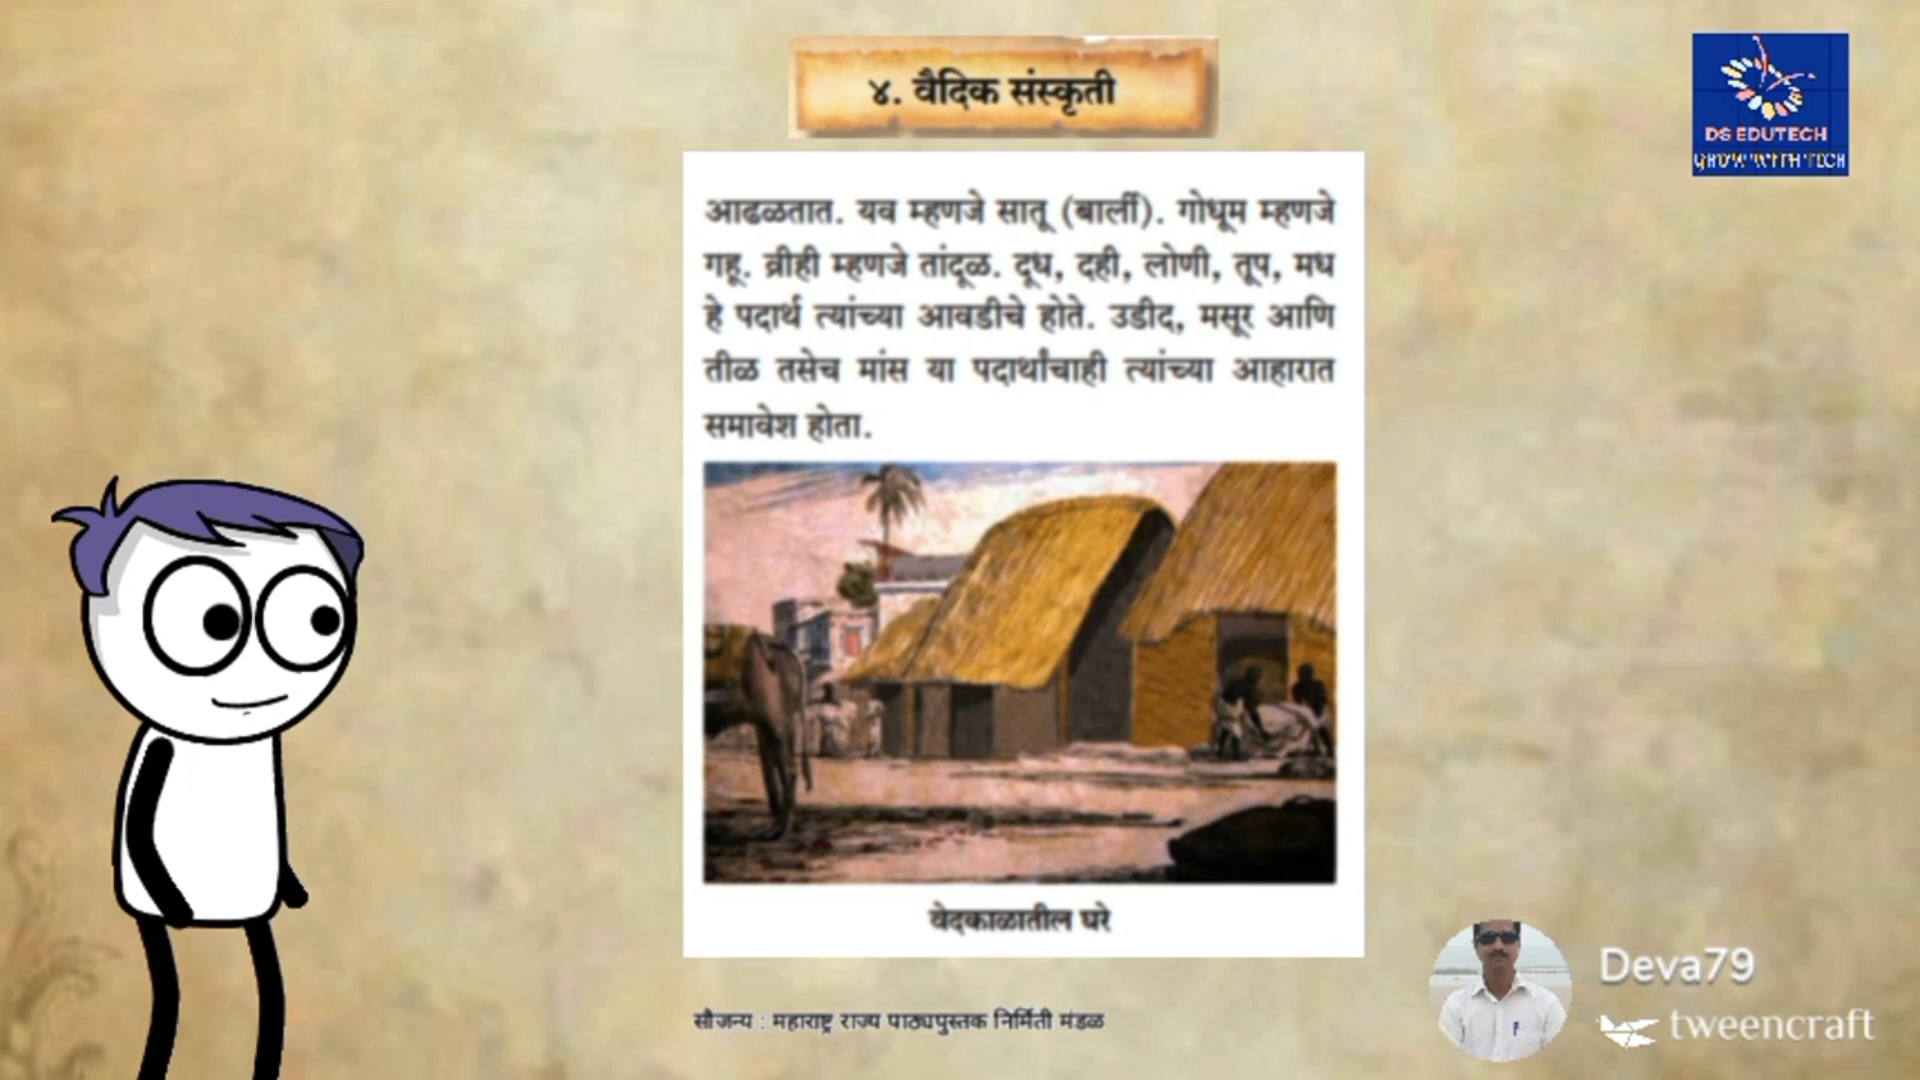 ४. वैदिक संस्कृती
DS EDUTECH
GROW WITH TECH
आढळतात. यव म्हणजे सातू (बार्ली). गोधूम म्हणजे
गहू. व्रीही म्हणजे तांदूळ. दूध, दही, लोणी, तूप, मध
हे पदार्थ त्यांच्या आवडीचे होते. उडीद, मसूर आणि
तीळ तसेच मांस या पदार्थांचाही त्यांच्या आहारात
समावेश होता.
वेदकाळातील घरे
सौजन्य : महाराष्ट्र राज्य पाठ्यपुस्तक निर्मिती मंडळ
Deva79
tweencraft